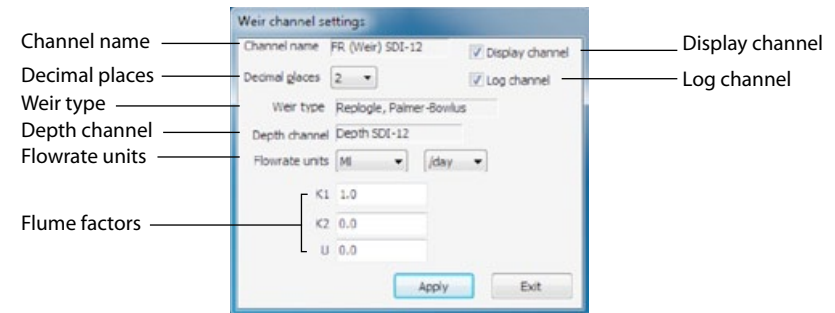 Weir channel settings
Channel name Channel name FR (Weir) SDI-12 Display channel Display channel
Decimal places Decimal places 2 Log channel Log channel
Weir type Weir type Replogle, Palmer-Bowlus
Depth channel Depth channel Depth SDI-12
Flowrate units Flowrate units Ml /day
K1 1.0
Flume factors K2 0.0
U 0.0
Apply Exit